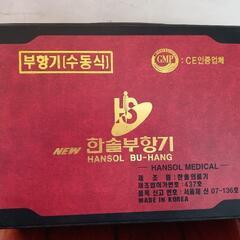 부항기(수동식)
GMP
:CE인증업체
HS
NEW 한솔부항기
HANSOL BU-HANG
HANSOL MEDICAL
제 조 원 : 한솔의료기
제조업허가번호 : 437호
품목 신고 번호 : 서울제 신 07-136호
MADE IN KOREA